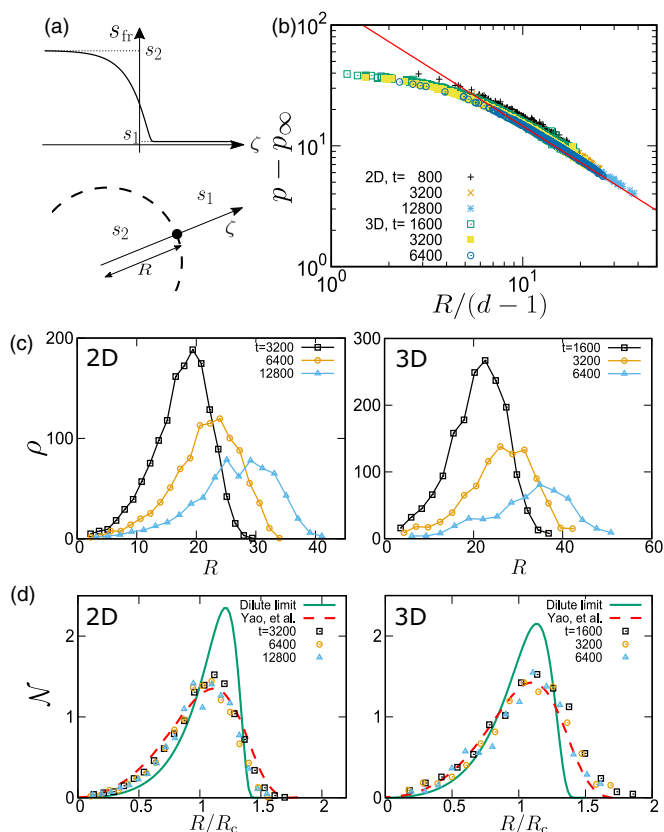 (a)
s_fr
s_2
s_1
ζ
s_1
s_2
ζ
R
(b)
p − p_∞
10^2
10^1
10^0
2D, t= 800
3200
12800
3D, t= 1600
3200
6400
10^0
10^1
R/(d − 1)
(c)
2D
t=3200
6400
12800
ρ
200
100
0
0 10 20 30 40
R
3D
t=1600
3200
6400
300
200
100
0
0 20 40 60
R
(d)
2D
Dilute limit
Yao, et al.
t=3200
6400
12800
𝒩
2
1
0
0 0.5 1 1.5 2
R/R_c
3D
Dilute limit
Yao, et al.
t=1600
3200
6400
2
1
0
0 0.5 1 1.5 2
R/R_c